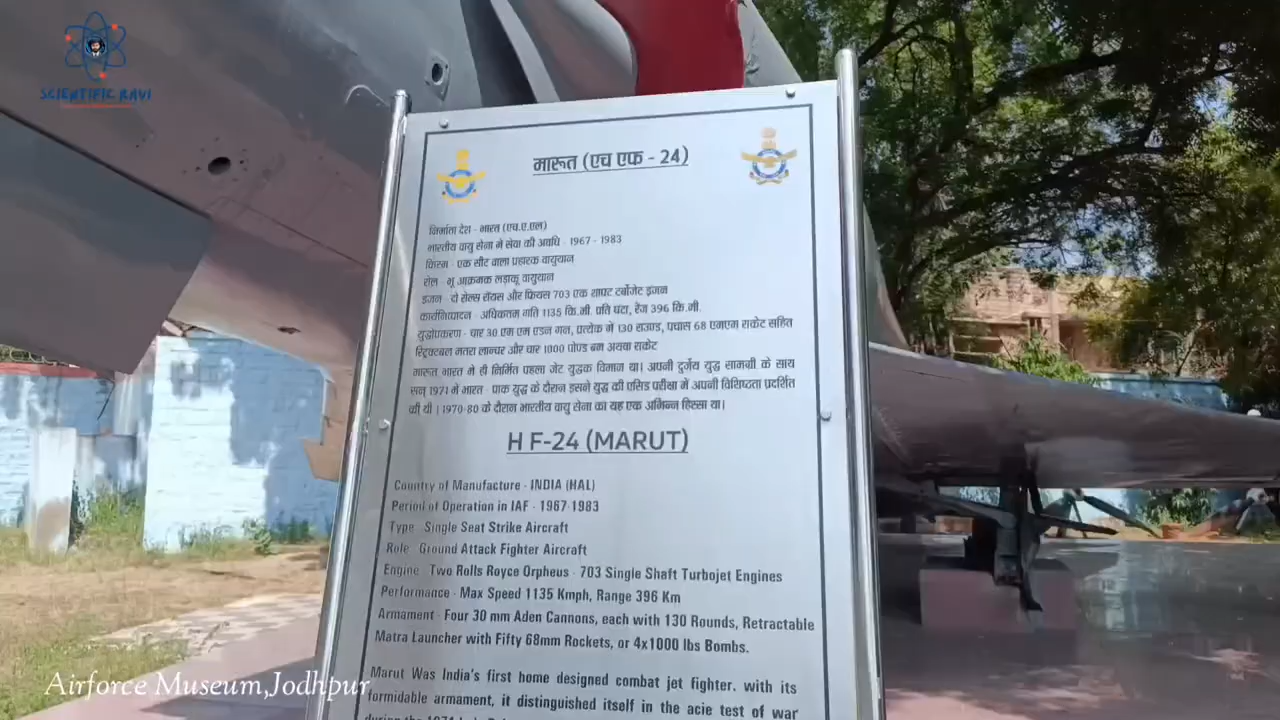 SCIENTIFIC RAVI
मारूत (एच एफ - 24)
निर्माता देश - भारत (एच.ए.एल)
भारतीय वायु सेना में सेवा की अवधि - 1967 - 1983
किस्म - एक सीट वाला प्रहारक वायुयान
रोल - भू आक्रमक लड़ाकू वायुयान
इंजन - दो रोल्स रॉयस और फियस 703 एक शाफ्ट टर्बोजेट इंजन
कार्यनिष्पादन - अधिकतम गति 1135 कि.मी. प्रति घंटा, रेंज 396 कि.मी.
युद्धोपकरण - चार 30 एम एम एडन गन, प्रत्येक में 130 राउण्ड, पचास 68 एमएम राकेट सहित
रिट्रैक्टबल मतरा लान्चर और चार 1000 पोण्ड बम अथवा राकेट
मारूत भारत मे ही निर्मित पहला जेट युद्धक विमान था। अपनी दुर्जेय युद्ध सामग्री के साथ
सन् 1971 में भारत - पाक युद्ध के दौरान इसने युद्ध की एसिड परीक्षा में अपनी विशिष्टता प्रदर्शित
की थी। 1970-80 के दौरान भारतीय वायु सेना का यह एक अभिन्न हिस्सा था।
H F-24 (MARUT)
Country of Manufacture - INDIA (HAL)
Period of Operation in IAF - 1967-1983
Type - Single Seat Strike Aircraft
Role - Ground Attack Fighter Aircraft
Engine - Two Rolls Royce Orpheus - 703 Single Shaft Turbojet Engines
Performance - Max Speed 1135 Kmph, Range 396 Km
Armament - Four 30 mm Aden Cannons, each with 130 Rounds, Retractable
Matra Launcher with Fifty 68mm Rockets, or 4x1000 lbs Bombs.
Marut Was India's first home designed combat jet fighter. with its
formidable armament, it distinguished itself in the acie test of war
during the 1971
Airforce Museum,Jodhpur